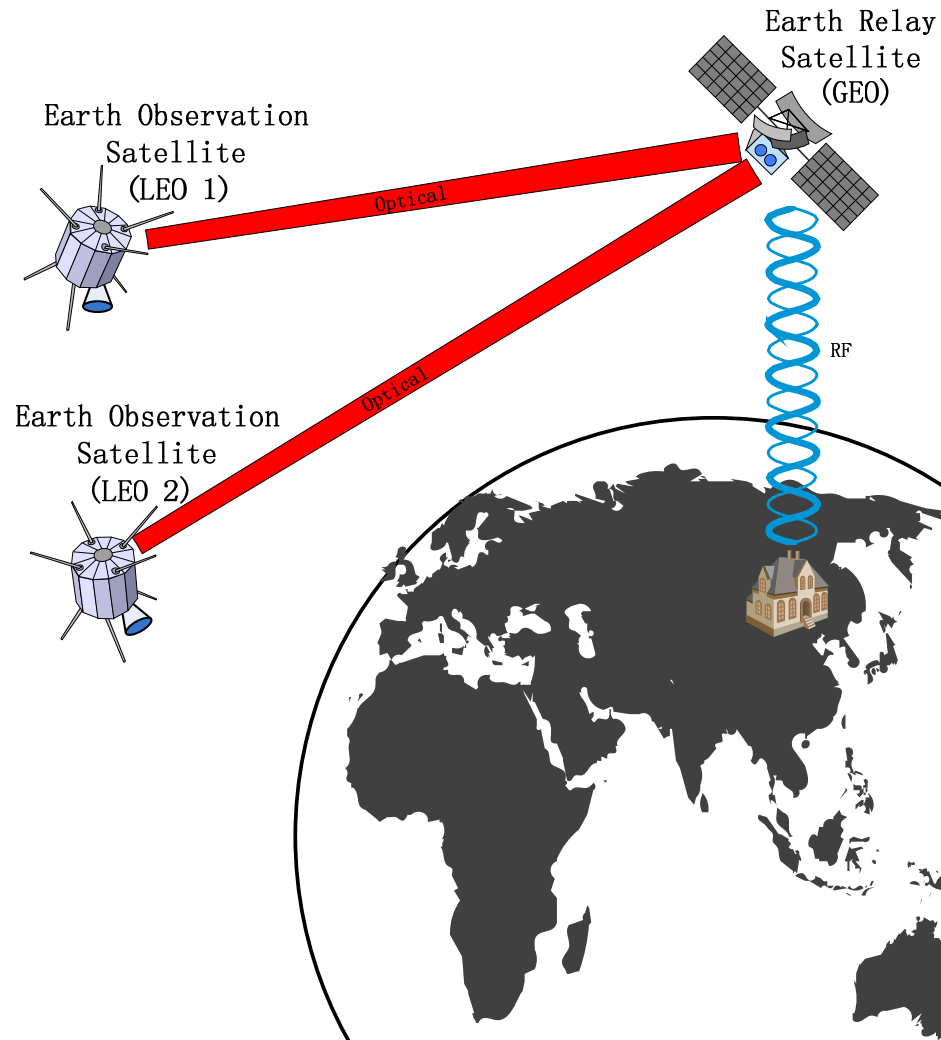 Earth Relay
Satellite
(GEO)
Earth Observation
Satellite
(LEO 1)
Optical
RF
Optical
Earth Observation
Satellite
(LEO 2)